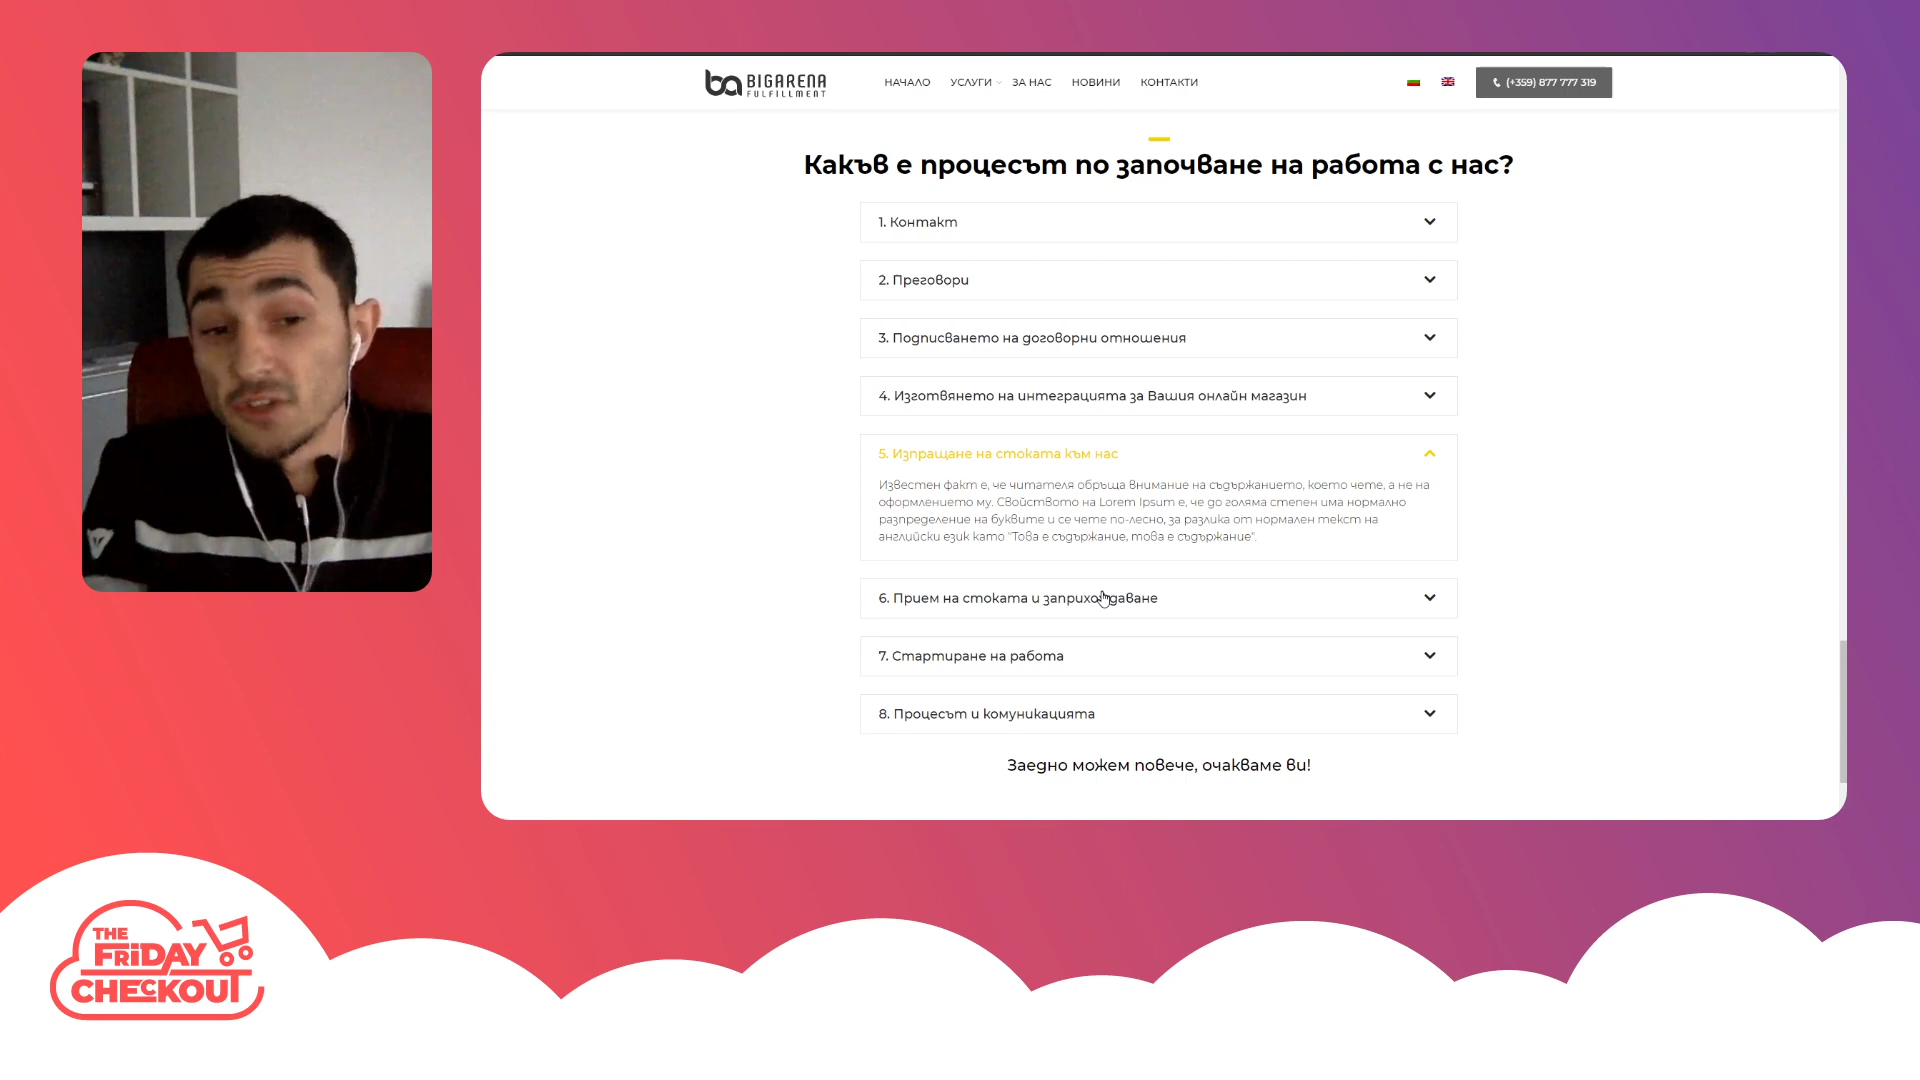 BIGARENA
FULFILLMENT
НАЧАЛО
УСЛУГИ
ЗА НАС
НОВИНИ
КОНТАКТИ
(+359) 877 777 319
Какъв е процесът по започване на работа с нас?
1. Контакт
2. Преговори
3. Подписването на договорни отношения
4. Изготвянето на интеграцията за Вашия онлайн магазин
5. Изпращане на стоката към нас
Известен факт е, че читателя обръща внимание на съдържанието, което чете, а не на
оформлението му. Свойството на Lorem Ipsum е, че до голяма степен има нормално
разпределение на буквите и се чете по-лесно, за разлика от нормален текст на
английски език като "Това е съдържание, това е съдържание".
6. Прием на стоката и заприхождаване
7. Стартиране на работа
8. Процесът и комуникацията
Заедно можем повече, очакваме ви!
THE
FRiDAY
CHECKOUT